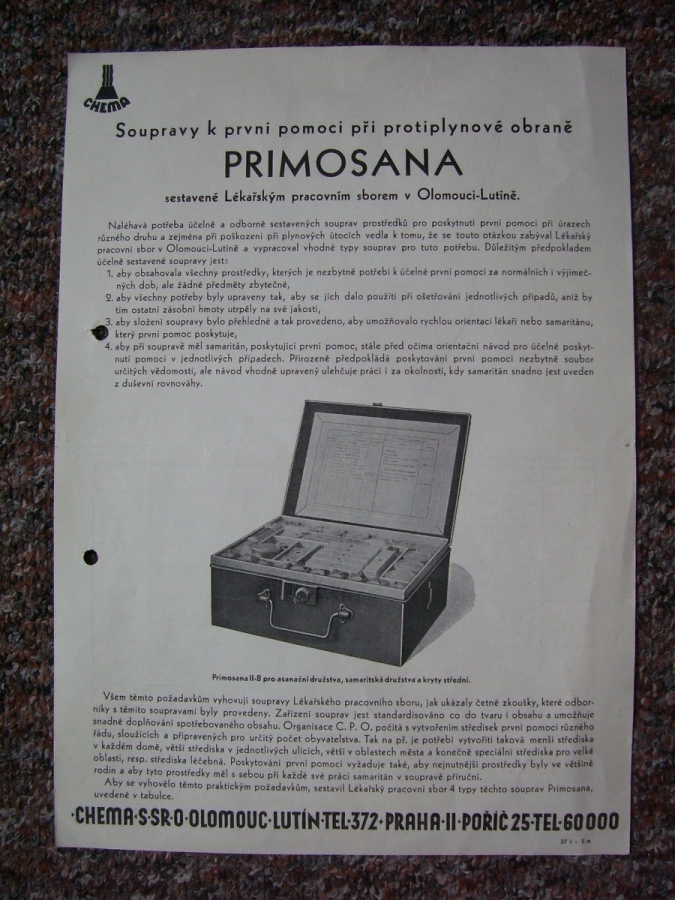 CHEMA
Soupravy k první pomoci při protiplynové obraně
PRIMOSANA
sestavené Lékařským pracovním sborem v Olomouci-Lutíně.
Naléhavá potřeba účelně a odborně sestavených souprav prostředků pro poskytnutí první pomoci při úrazech
různého druhu a zejména při poškození při plynových útocích vedla k tomu, že se touto otázkou zabýval Lékařský
pracovní sbor v Olomouci-Lutíně a vypracoval vhodné typy souprav pro tuto potřebu. Důležitým předpokladem
účelně sestavené soupravy jest:
1. aby obsahovala všechny prostředky, kterých je nezbytně potřebí k účelné první pomoci za normálních i výjimeč-
ných dob, ale žádné předměty zbytečné,
2. aby všechny potřeby byly upraveny tak, aby se jich dalo použíti při ošetřování jednotlivých případů, aniž by
tím ostatní zásobní hmoty utrpěly na své jakosti,
3. aby složení soupravy bylo přehledné a tak provedeno, aby umožňovalo rychlou orientaci lékaři nebo samaritánu,
který první pomoc poskytuje,
4. aby při soupravě měl samaritán, poskytující první pomoc, stále před očima orientační návod pro účelné poskyt-
nutí pomoci v jednotlivých případech. Přirozeně předpokládá poskytování první pomoci nezbytně soubor
určitých vědomostí, ale návod vhodně upravený ulehčuje práci i za okolností, kdy samaritán snadno jest uveden
z duševní rovnováhy.
Primosana II-B pro asanační družstva, samaritská družstva a kryty střední.
Všem těmto požadavkům vyhovují soupravy Lékařského pracovního sboru, jak ukázaly četné zkoušky, které odbor-
níky s těmito soupravami byly provedeny. Zařízení souprav jest standardisováno co do tvaru i obsahu a umožňuje
snadné doplňování spotřebovaného obsahu. Organisace C. P. O. počítá s vytvořením středisek první pomoci různého
řádu, sloužících a připravených pro určitý počet obyvatelstva. Tak na př. je potřebí vytvořiti taková menší střediska
v každém domě, větší střediska v jednotlivých ulicích, větší v oblastech města a konečně speciální střediska pro velké
oblasti, resp. střediska léčebná. Poskytování první pomoci vyžaduje také, aby nejnutnější prostředky byly ve většině
rodin a aby tyto prostředky měl s sebou při každé své práci samaritán v soupravě příruční.
Aby se vyhovělo těmto praktickým požadavkům, sestavil Lékařský pracovní sbor 4 typy těchto souprav Primosana,
uvedené v tabulce.
·CHEMA·S·SR·O·OLOMOUC·LUTÍN·TEL·372·PRAHA·II·POŘÍČ 25·TEL·60000
37 I – 5 m